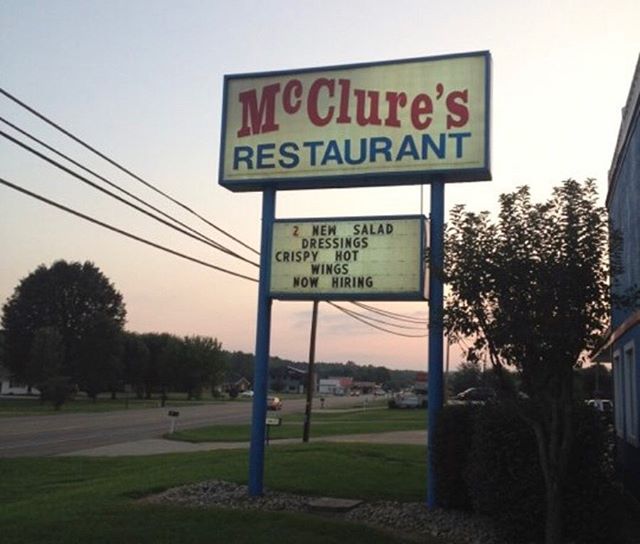 McClure's
RESTAURANT
2 NEW SALAD
DRESSINGS
CRISPY HOT
WINGS
NOW HIRING